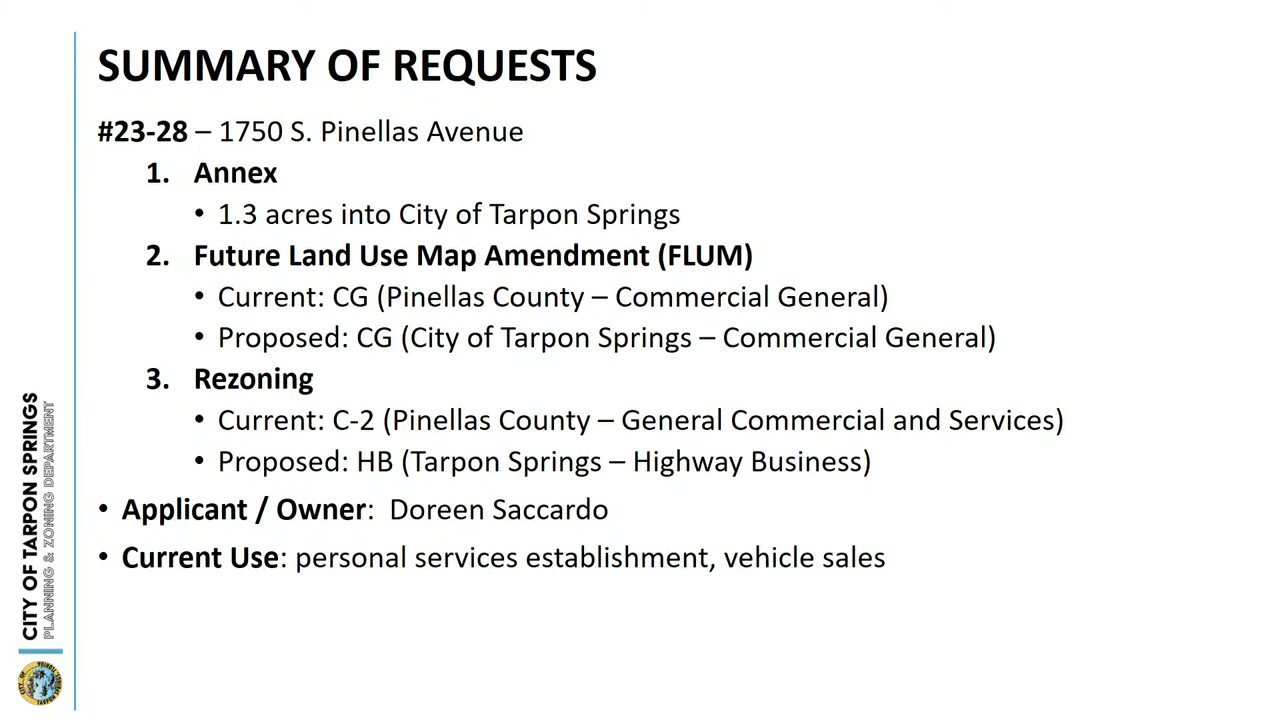 SUMMARY OF REQUESTS
#23-28 – 1750 S. Pinellas Avenue
1. Annex
• 1.3 acres into City of Tarpon Springs
2. Future Land Use Map Amendment (FLUM)
• Current: CG (Pinellas County – Commercial General)
• Proposed: CG (City of Tarpon Springs – Commercial General)
3. Rezoning
• Current: C-2 (Pinellas County – General Commercial and Services)
• Proposed: HB (Tarpon Springs – Highway Business)
• Applicant / Owner: Doreen Saccardo
• Current Use: personal services establishment, vehicle sales
CITY OF TARPON SPRINGS
PLANNING & ZONING DEPARTMENT